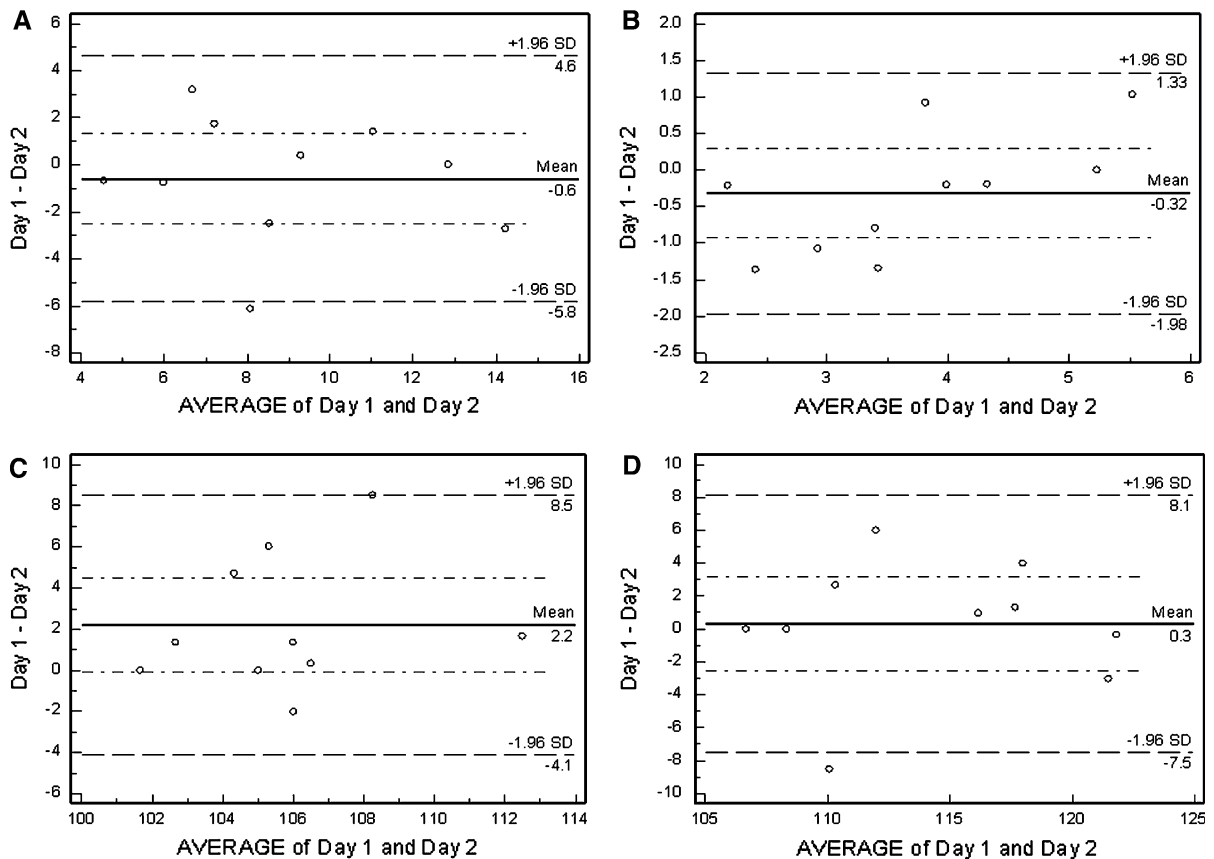 A
6
4
2
0
-2
-4
-6
-8
Day 1 - Day 2
+1.96 SD
4.6
Mean
-0.6
-1.96 SD
-5.8
4 6 8 10 12 14 16
AVERAGE of Day 1 and Day 2
B
2.0
1.5
1.0
0.5
0.0
-0.5
-1.0
-1.5
-2.0
-2.5
Day 1 - Day 2
+1.96 SD
1.33
Mean
-0.32
-1.96 SD
-1.98
2 3 4 5 6
AVERAGE of Day 1 and Day 2
C
10
8
6
4
2
0
-2
-4
-6
Day 1 - Day 2
+1.96 SD
8.5
Mean
2.2
-1.96 SD
-4.1
100 102 104 106 108 110 112 114
AVERAGE of Day 1 and Day 2
D
10
8
6
4
2
0
-2
-4
-6
-8
-10
Day 1 - Day 2
+1.96 SD
8.1
Mean
0.3
-1.96 SD
-7.5
105 110 115 120 125
AVERAGE of Day 1 and Day 2